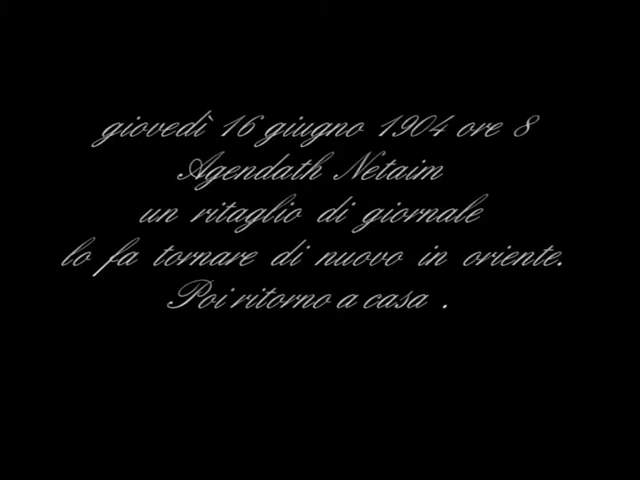 giovedì 16 giugno 1904 ore 8
Agendath Netaim
un ritaglio di giornale
lo fa tornare di nuovo in oriente.
Poi ritorno a casa .